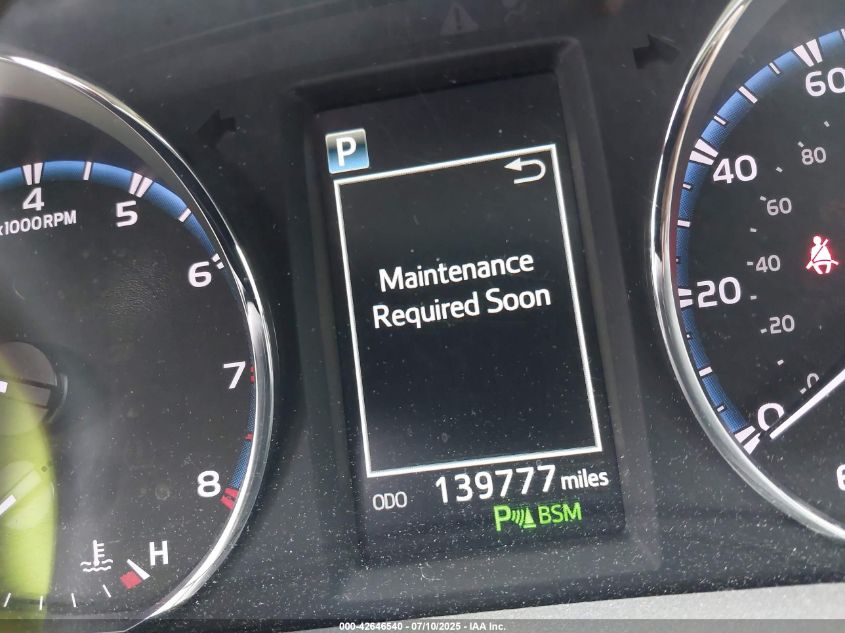 P
Maintenance
Required Soon
ODO 139777 miles
P BSM
4
5
x1000RPM
6
7
8
H
60
40
20
0
80
60
40
20
0
000-42646540 / 07/10/2025 - IAA Inc.